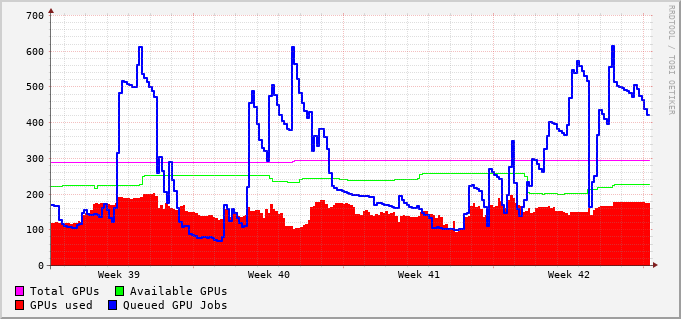 700
600
500
400
300
200
100
0
Week 39 Week 40 Week 41 Week 42
Total GPUs Available GPUs
GPUs used Queued GPU Jobs
RRDTOOL / TOBI OETIKER